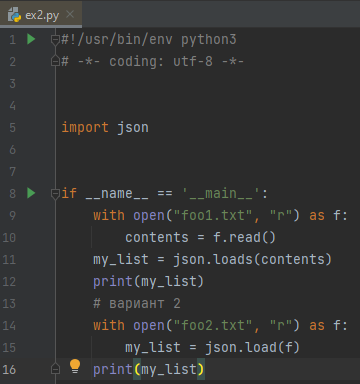 ex2.py
1 #!/usr/bin/env python3
2 # -*- coding: utf-8 -*-
3
4
5 import json
6
7
8 if __name__ == '__main__':
9     with open("foo1.txt", "r") as f:
10         contents = f.read()
11     my_list = json.loads(contents)
12     print(my_list)
13     # вариант 2
14     with open("foo2.txt", "r") as f:
15         my_list = json.load(f)
16     print(my_list)